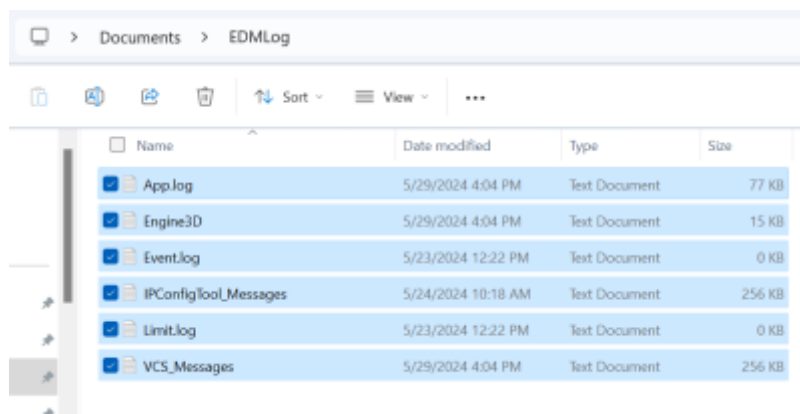 > Documents > EDMLog
Sort View ...
Name Date modified Type Size
App.log 5/29/2024 4:04 PM Text Document 77 KB
Engine3D 5/29/2024 4:04 PM Text Document 15 KB
Event.log 5/23/2024 12:22 PM Text Document 0 KB
IPConfigTool_Messages 5/24/2024 10:18 AM Text Document 256 KB
Limit.log 5/23/2024 12:22 PM Text Document 0 KB
VCS_Messages 5/29/2024 4:04 PM Text Document 256 KB